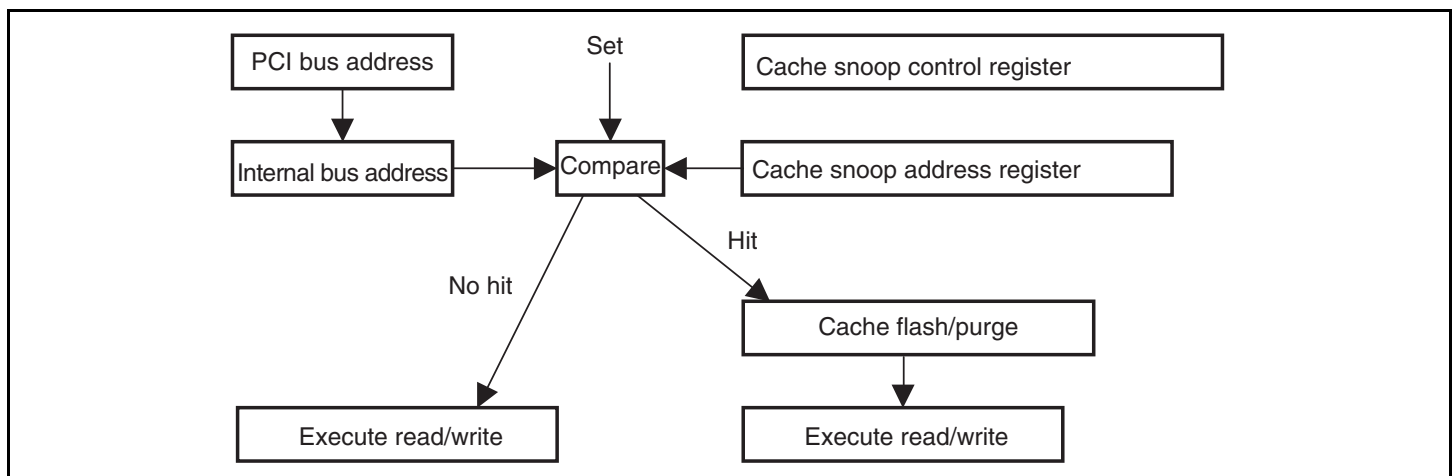 PCI bus address
Set
Cache snoop control register
Internal bus address
Compare
Cache snoop address register
Hit
No hit
Cache flash/purge
Execute read/write
Execute read/write